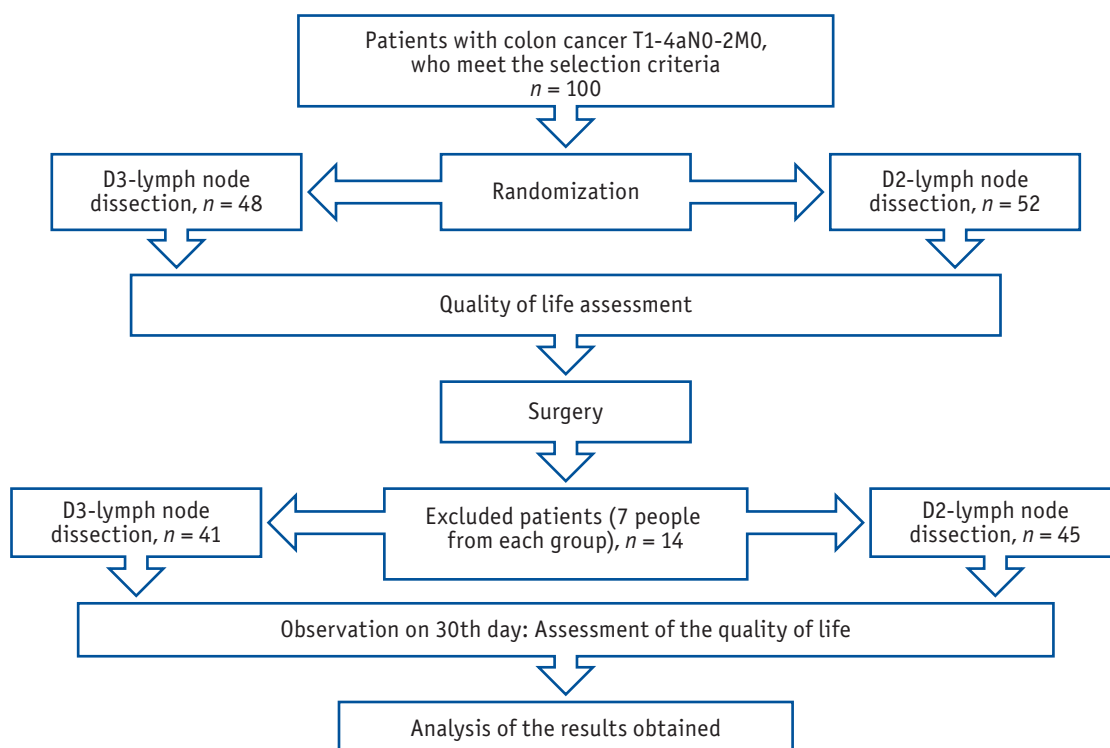 Patients with colon cancer T1-4aN0-2M0,
who meet the selection criteria
n = 100
D3-lymph node
dissection, n = 48
Randomization
D2-lymph node
dissection, n = 52
Quality of life assessment
Surgery
D3-lymph node
dissection, n = 41
Excluded patients (7 people
from each group), n = 14
D2-lymph node
dissection, n = 45
Observation on 30th day: Assessment of the quality of life
Analysis of the results obtained